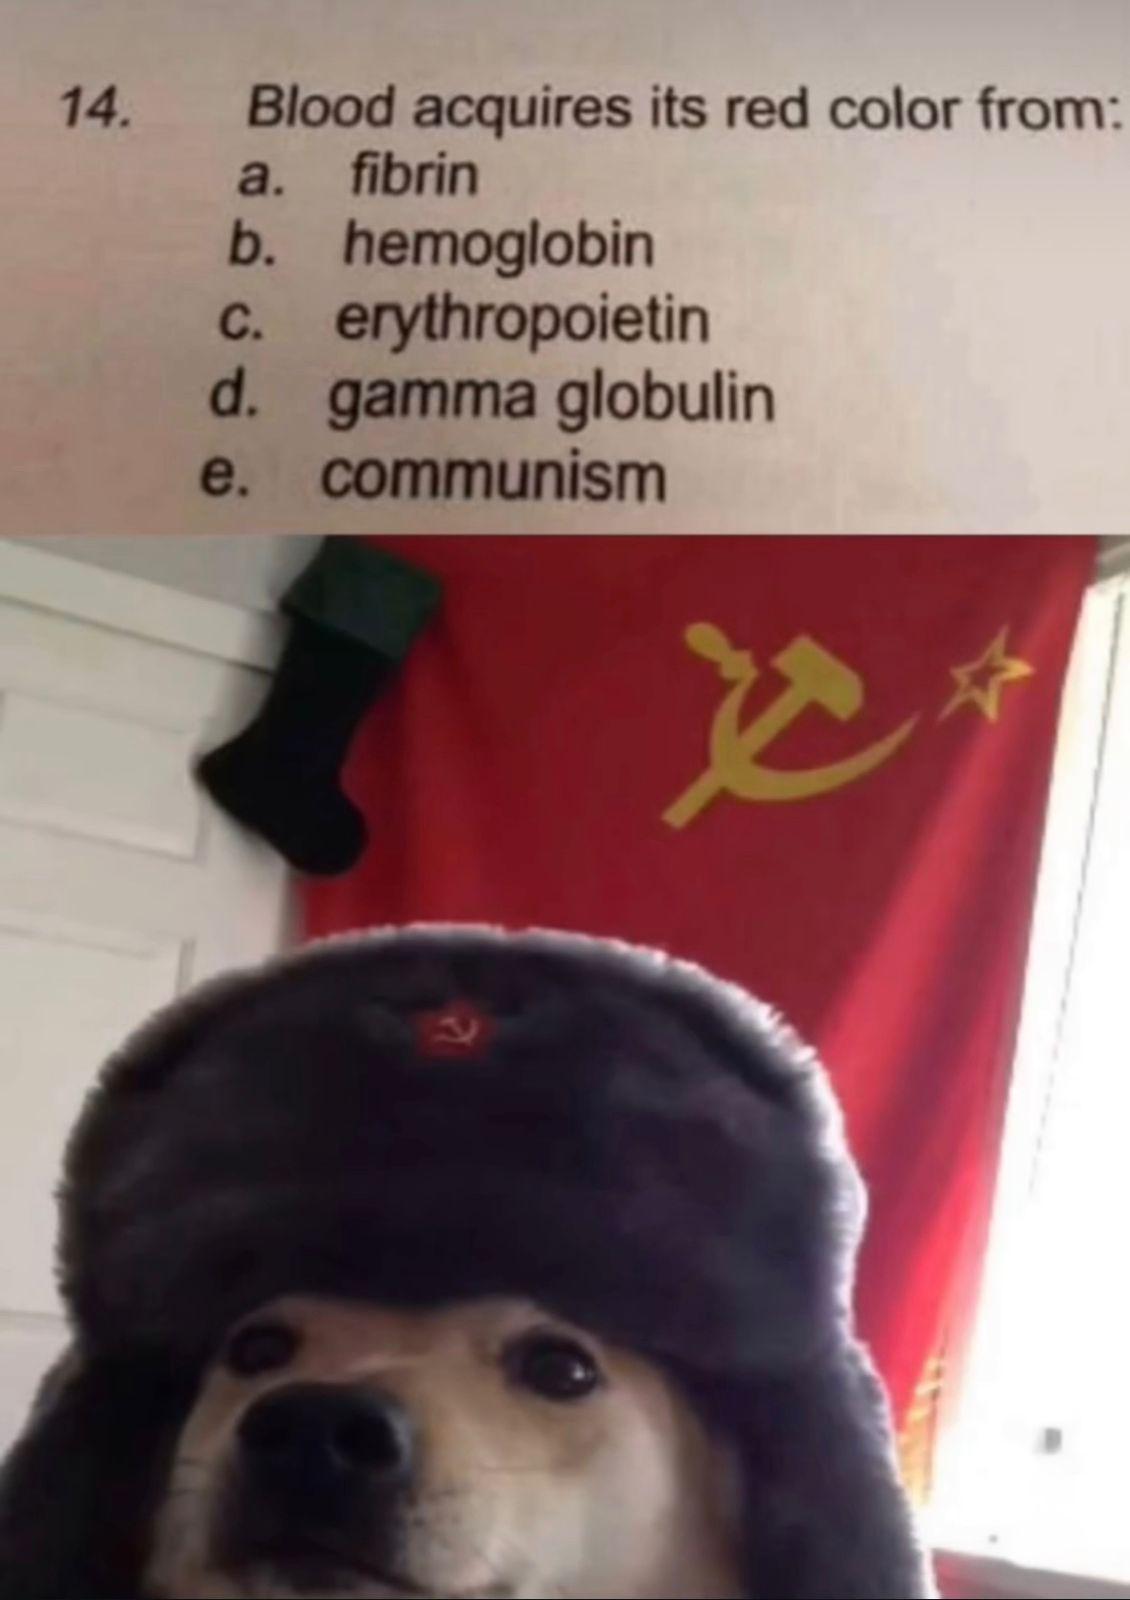 14. Blood acquires its red color from:
a. fibrin
b. hemoglobin
c. erythropoietin
d. gamma globulin
e. communism